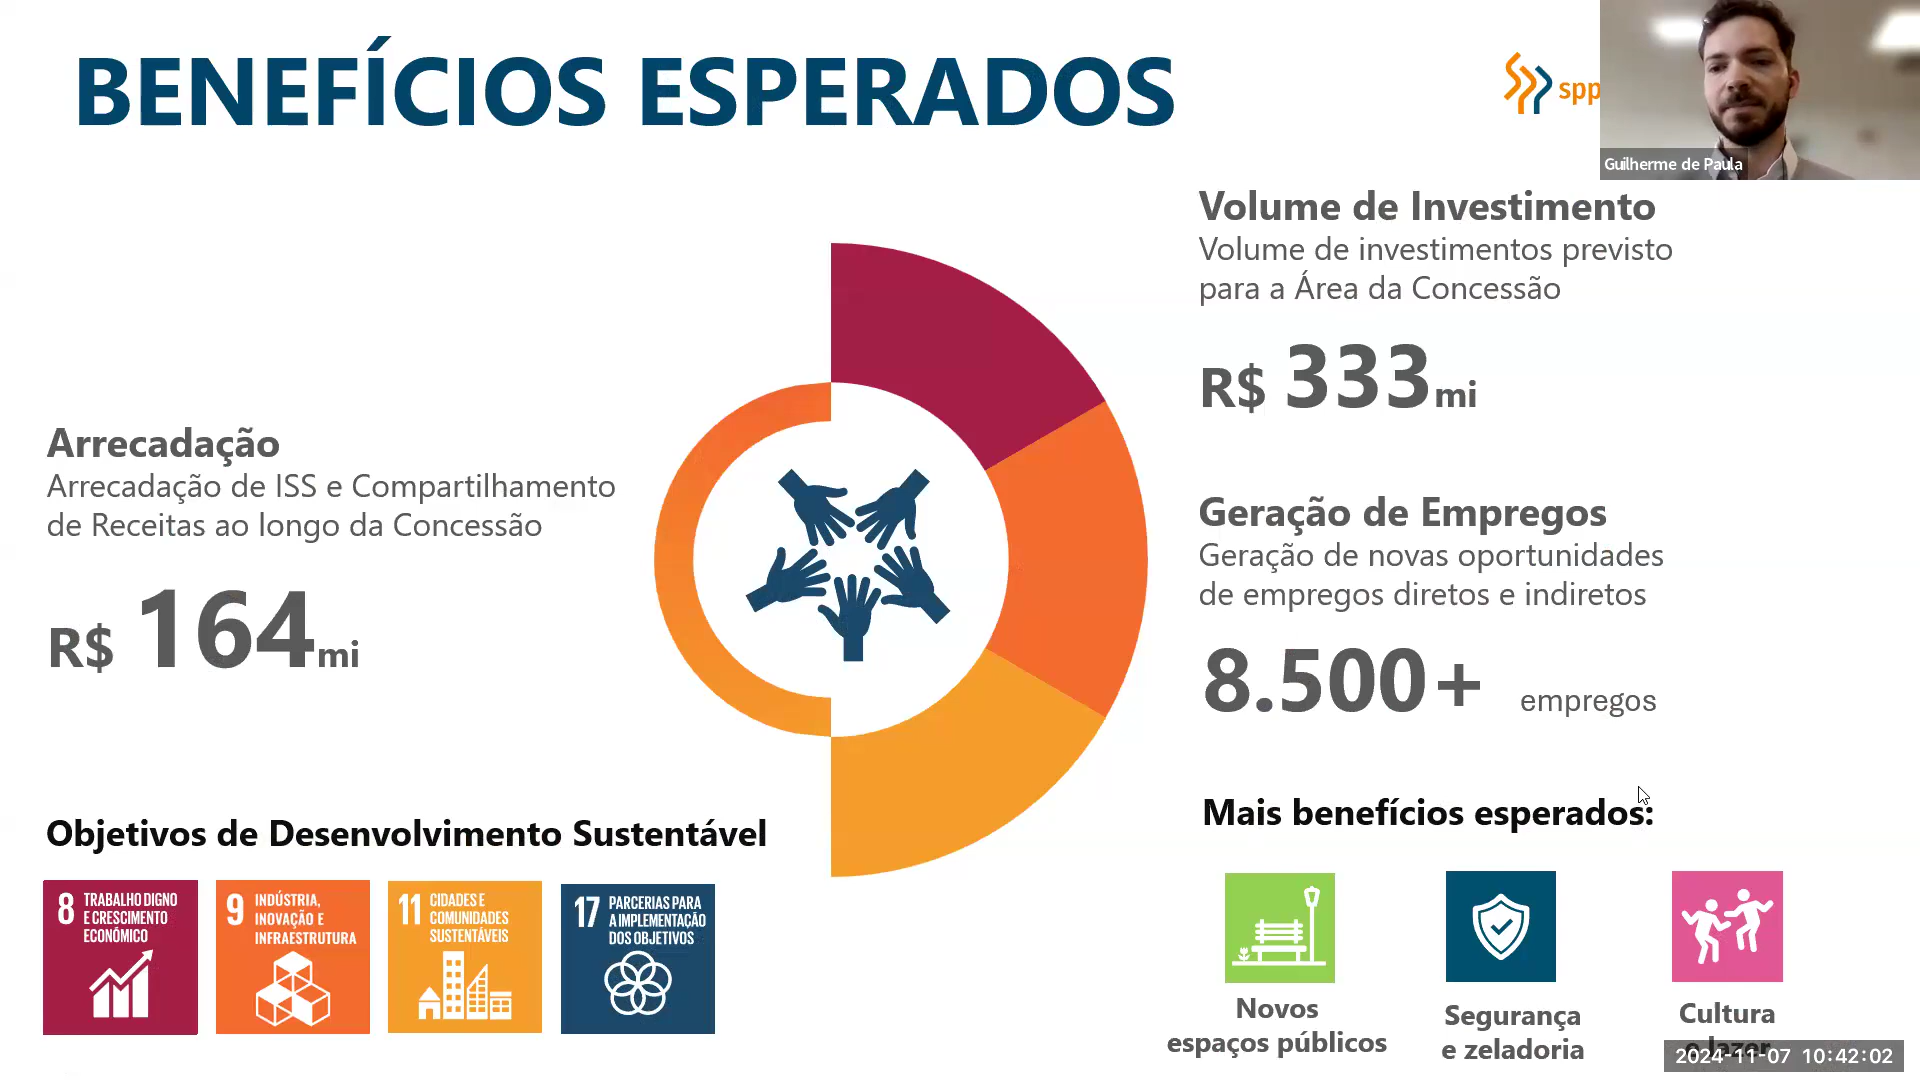 BENEFÍCIOS ESPERADOS
spp
Guilherme de Paula
Volume de Investimento
Volume de investimentos previsto
para a Área da Concessão
R$ 333 mi
Arrecadação
Arrecadação de ISS e Compartilhamento
de Receitas ao longo da Concessão
R$ 164 mi
Geração de Empregos
Geração de novas oportunidades
de empregos diretos e indiretos
8.500+ empregos
Objetivos de Desenvolvimento Sustentável
8 TRABALHO DIGNO
E CRESCIMENTO
ECONÓMICO
9 INDÚSTRIA,
INOVAÇÃO E
INFRAESTRUTURA
11 CIDADES E
COMUNIDADES
SUSTENTÁVEIS
17 PARCERIAS PARA
A IMPLEMENTAÇÃO
DOS OBJETIVOS
Mais benefícios esperados:
Novos
espaços públicos
Segurança
e zeladoria
Cultura
e lazer
2024-11-07 10:42:02